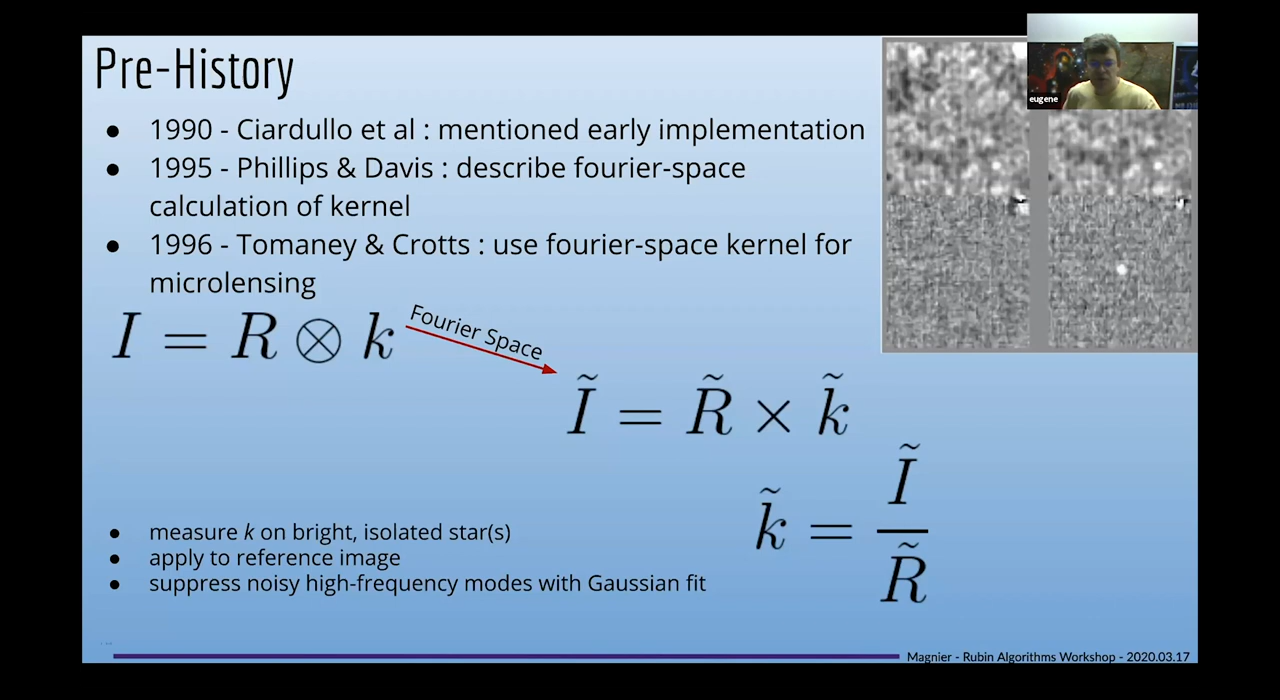 Pre-History
● 1990 - Ciardullo et al : mentioned early implementation
● 1995 - Phillips & Davis : describe fourier-space
calculation of kernel
● 1996 - Tomaney & Crotts : use fourier-space kernel for
microlensing
I = R ⊗ k
Fourier Space
Ĩ = R̃ × k̃
k̃ = Ĩ / R̃
● measure k on bright, isolated star(s)
● apply to reference image
● suppress noisy high-frequency modes with Gaussian fit
Magnier - Rubin Algorithms Workshop - 2020.03.17
eugene